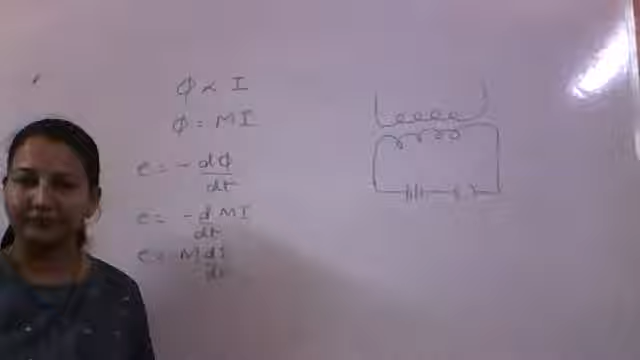 φ ∝ I
φ = MI
e = - dφ/dt
e = - d/dt MI
e = - M dI/dt